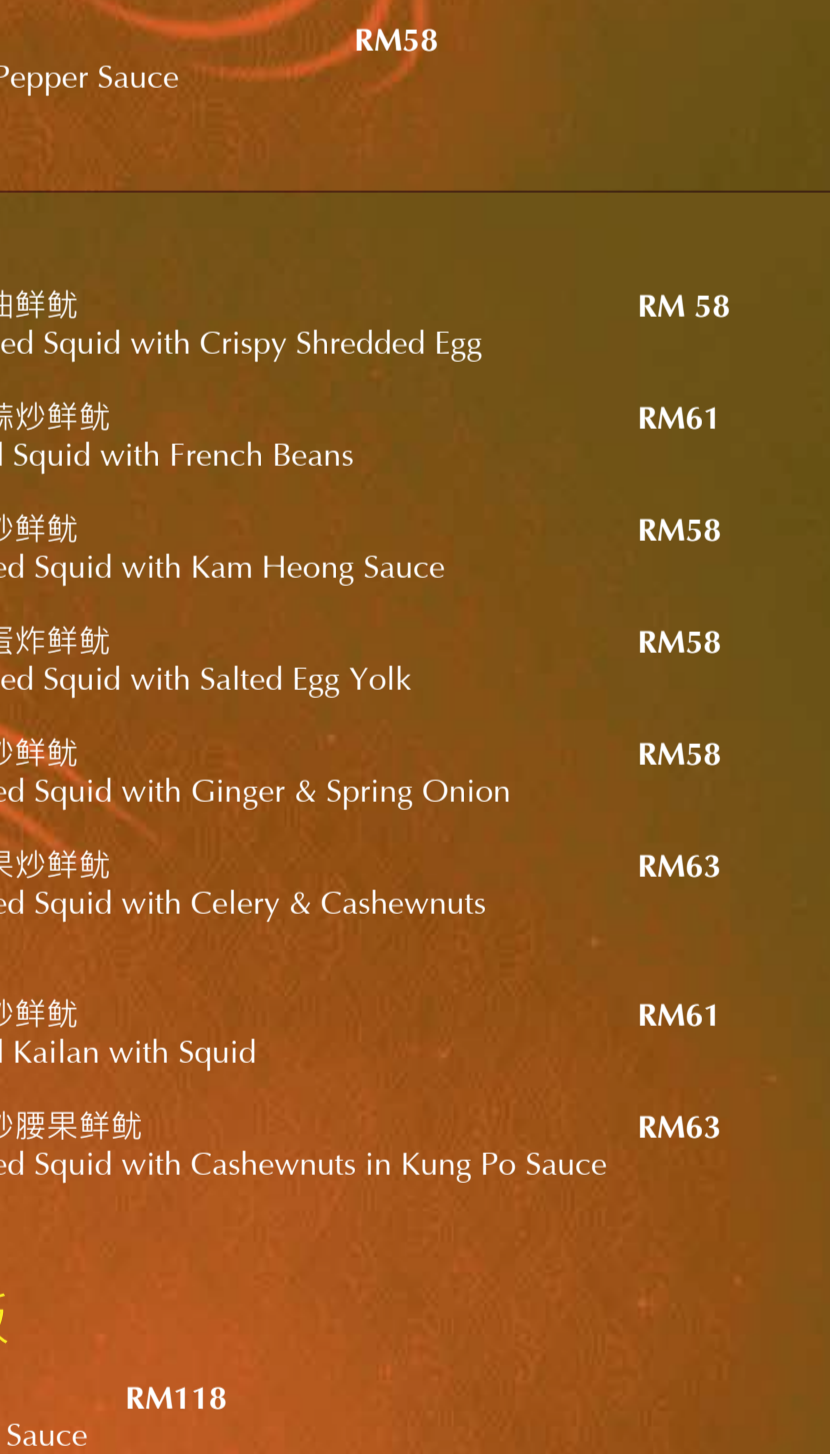 RM58
Pepper Sauce
油鲜鱿 RM 58
ed Squid with Crispy Shredded Egg
炒鲜鱿 RM61
Squid with French Beans
炒鲜鱿 RM58
ed Squid with Kam Heong Sauce
蛋炸鲜鱿 RM58
ed Squid with Salted Egg Yolk
炒鲜鱿 RM58
ed Squid with Ginger & Spring Onion
果炒鲜鱿 RM63
ed Squid with Celery & Cashewnuts
炒鲜鱿 RM61
Kailan with Squid
炒腰果鲜鱿 RM63
ed Squid with Cashewnuts in Kung Po Sauce
RM118
Sauce